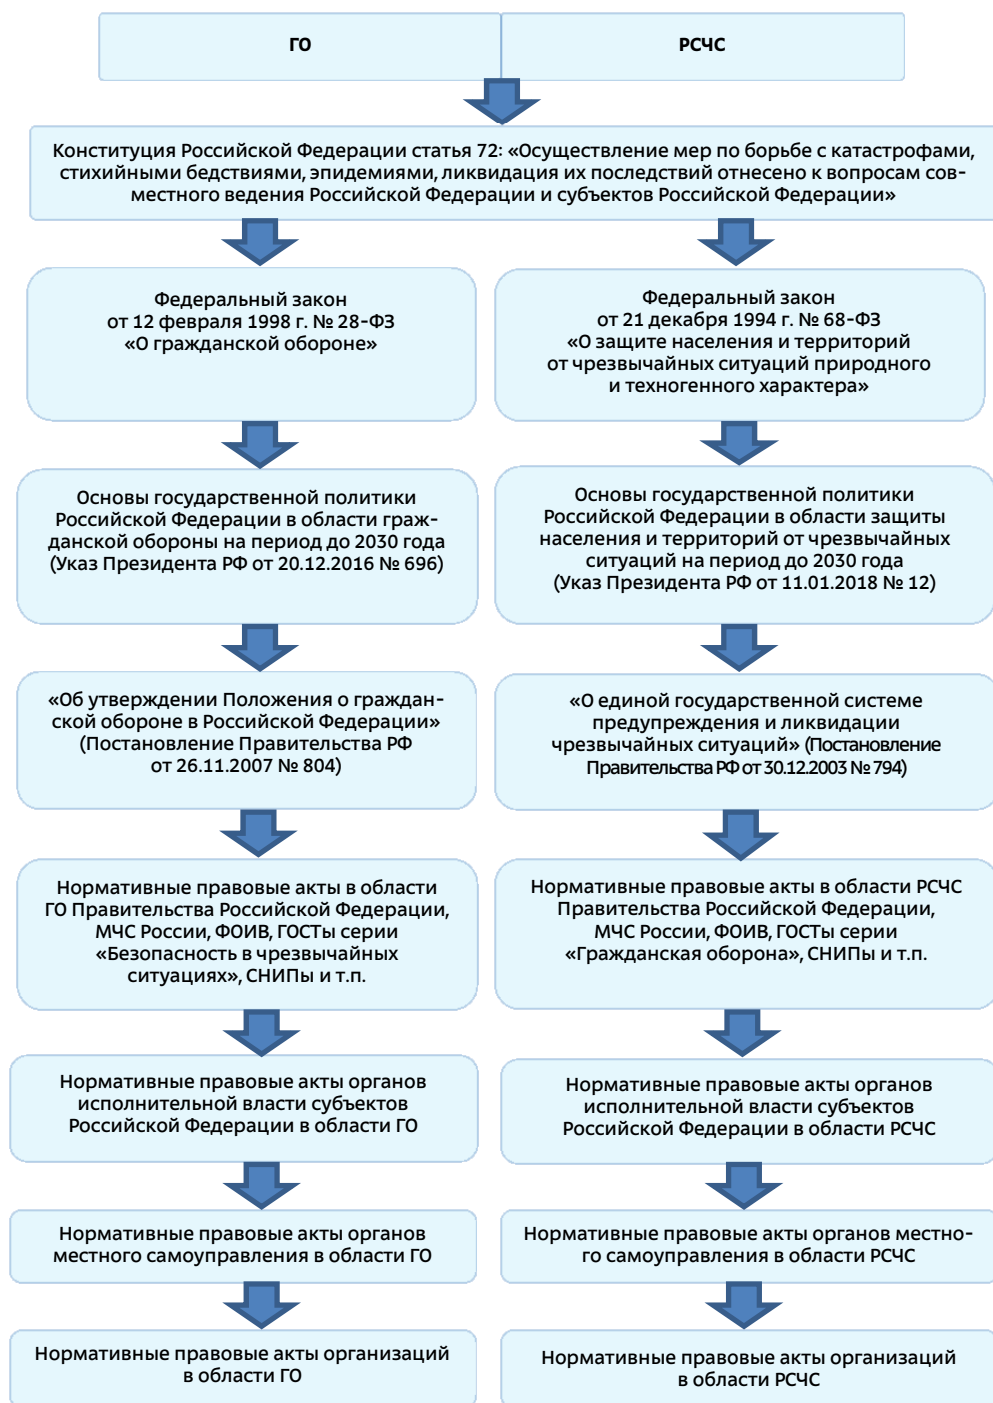 ГО
РСЧС
Конституция Российской Федерации статья 72: «Осуществление мер по борьбе с катастрофами,
стихийными бедствиями, эпидемиями, ликвидация их последствий отнесено к вопросам сов-
местного ведения Российской Федерации и субъектов Российской Федерации»
Федеральный закон
от 12 февраля 1998 г. № 28-ФЗ
«О гражданской обороне»
Федеральный закон
от 21 декабря 1994 г. № 68-ФЗ
«О защите населения и территорий
от чрезвычайных ситуаций природного
и техногенного характера»
Основы государственной политики
Российской Федерации в области граж-
данской обороны на период до 2030 года
(Указ Президента РФ от 20.12.2016 № 696)
Основы государственной политики
Российской Федерации в области защиты
населения и территорий от чрезвычайных
ситуаций на период до 2030 года
(Указ Президента РФ от 11.01.2018 № 12)
«Об утверждении Положения о граждан-
ской обороне в Российской Федерации»
(Постановление Правительства РФ
от 26.11.2007 № 804)
«О единой государственной системе
предупреждения и ликвидации
чрезвычайных ситуаций» (Постановление
Правительства РФ от 30.12.2003 № 794)
Нормативные правовые акты в области
ГО Правительства Российской Федерации,
МЧС России, ФОИВ, ГОСТы серии
«Безопасность в чрезвычайных
ситуациях», СНИПы и т.п.
Нормативные правовые акты в области РСЧС
Правительства Российской Федерации,
МЧС России, ФОИВ, ГОСТы серии
«Гражданская оборона», СНИПы и т.п.
Нормативные правовые акты органов
исполнительной власти субъектов
Российской Федерации в области ГО
Нормативные правовые акты органов
исполнительной власти субъектов
Российской Федерации в области РСЧС
Нормативные правовые акты органов
местного самоуправления в области ГО
Нормативные правовые акты органов местно-
го самоуправления в области РСЧС
Нормативные правовые акты организаций
в области ГО
Нормативные правовые акты организаций
в области РСЧС